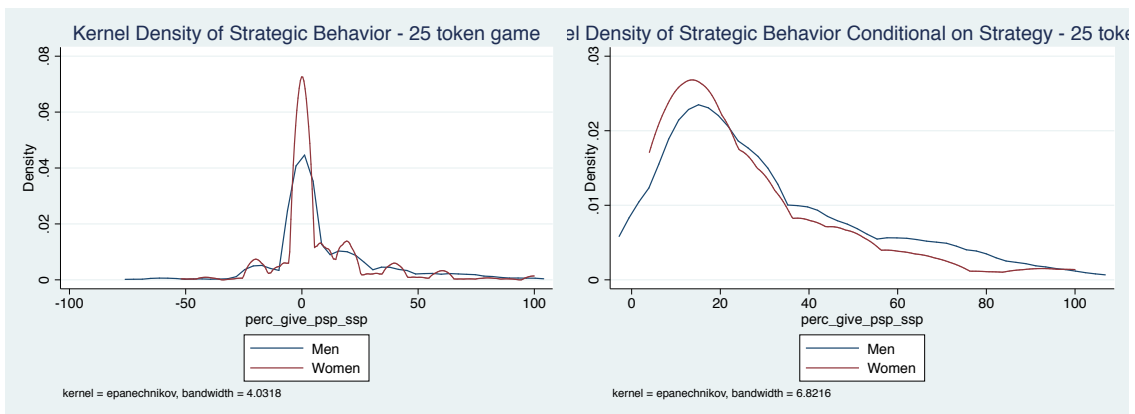 Kernel Density of Strategic Behavior - 25 token game
.08
.06
.04
.02
0
Density
-100 -50 0 50 100
perc_give_psp_ssp
Men
Women
kernel = epanechnikov, bandwidth = 4.0318
el Density of Strategic Behavior Conditional on Strategy - 25 toke
.03
.02
.01
0
Density
0 20 40 60 80 100
perc_give_psp_ssp
Men
Women
kernel = epanechnikov, bandwidth = 6.8216